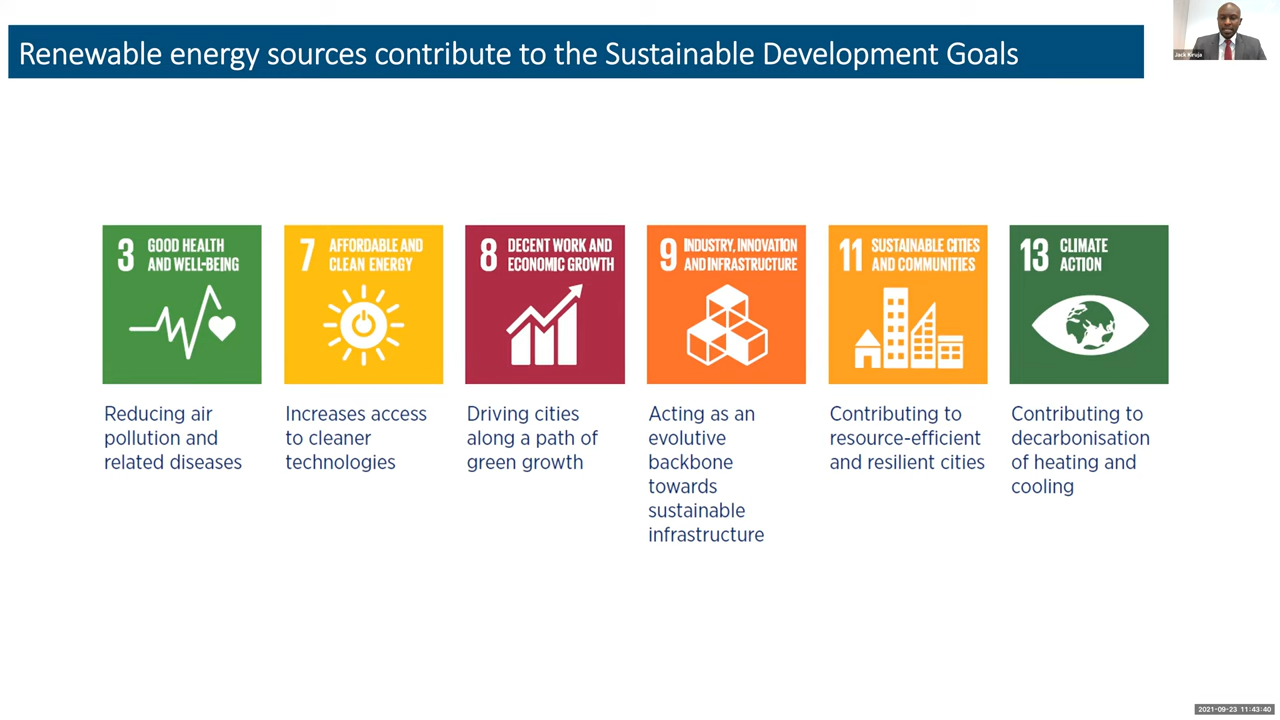 Renewable energy sources contribute to the Sustainable Development Goals
Jack Kiruja
3 GOOD HEALTH
AND WELL-BEING
7 AFFORDABLE AND
CLEAN ENERGY
8 DECENT WORK AND
ECONOMIC GROWTH
9 INDUSTRY, INNOVATION
AND INFRASTRUCTURE
11 SUSTAINABLE CITIES
AND COMMUNITIES
13 CLIMATE
ACTION
Reducing air
pollution and
related diseases
Increases access
to cleaner
technologies
Driving cities
along a path of
green growth
Acting as an
evolutive
backbone
towards
sustainable
infrastructure
Contributing to
resource-efficient
and resilient cities
Contributing to
decarbonisation
of heating and
cooling
2021-09-23 11:43:40